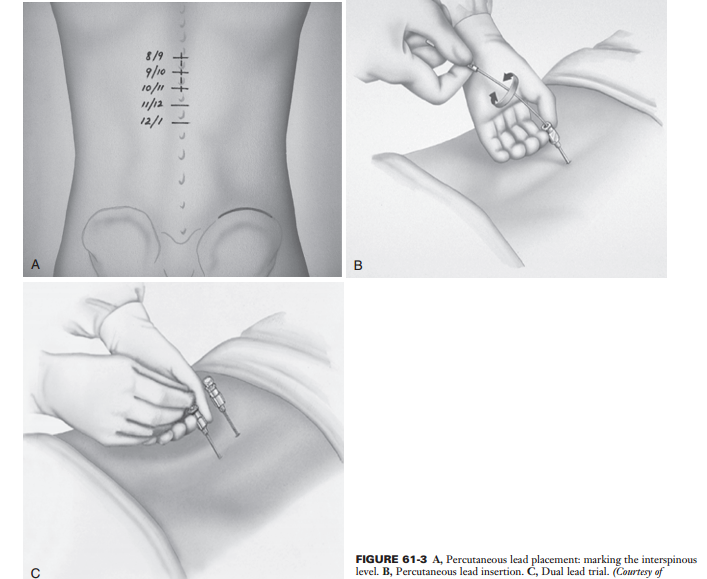 8/9
9/10
10/11
11/12
12/1
A
B
C
FIGURE 61-3 A, Percutaneous lead placement: marking the interspinous
level. B, Percutaneous lead insertion. C, Dual lead trial. (Courtesy of